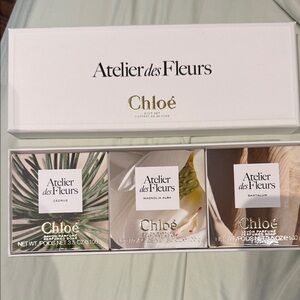 Atelier des Fleurs
Chloé
Atelier
des Fleurs
CEDRUS
Chloé
Atelier
des Fleurs
MAGNOLIA ALBA
Chloé
Atelier
des Fleurs
SANTALUM
Chloé